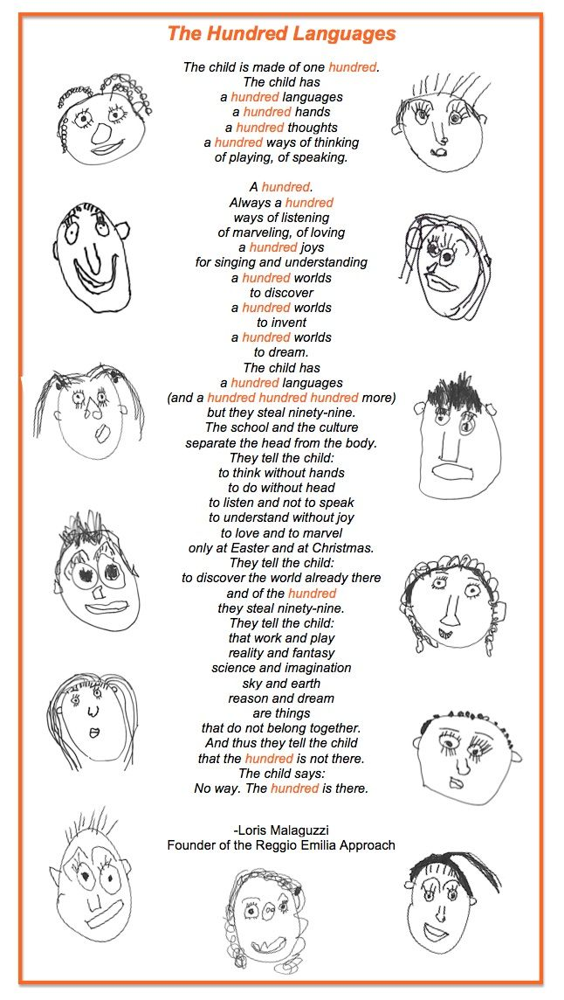 The Hundred Languages
The child is made of one hundred.
The child has
a hundred languages
a hundred hands
a hundred thoughts
a hundred ways of thinking
of playing, of speaking.
A hundred.
Always a hundred
ways of listening
of marveling, of loving
a hundred joys
for singing and understanding
a hundred worlds
to discover
a hundred worlds
to invent
a hundred worlds
to dream.
The child has
a hundred languages
(and a hundred hundred hundred more)
but they steal ninety-nine.
The school and the culture
separate the head from the body.
They tell the child:
to think without hands
to do without head
to listen and not to speak
to understand without joy
to love and to marvel
only at Easter and at Christmas.
They tell the child:
to discover the world already there
and of the hundred
they steal ninety-nine.
They tell the child:
that work and play
reality and fantasy
science and imagination
sky and earth
reason and dream
are things
that do not belong together.
And thus they tell the child
that the hundred is not there.
The child says:
No way. The hundred is there.
-Loris Malaguzzi
Founder of the Reggio Emilia Approach